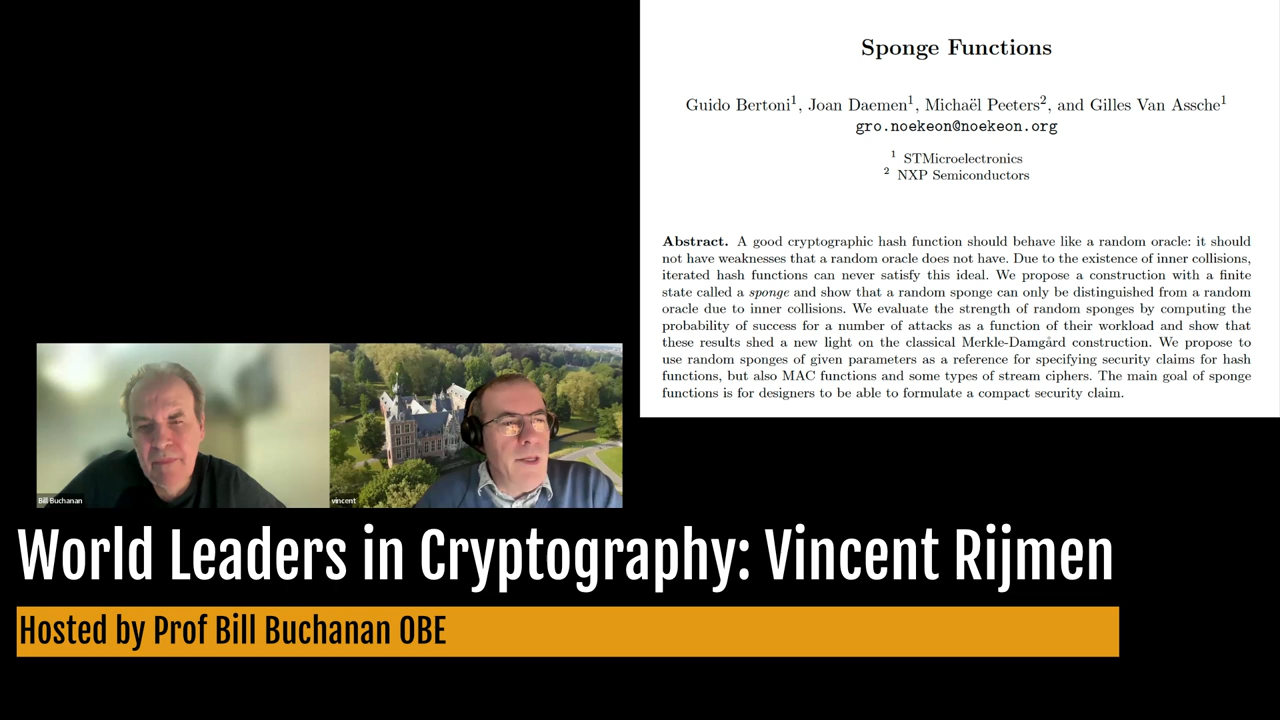 Sponge Functions
Guido Bertoni1, Joan Daemen1, Michaël Peeters2, and Gilles Van Assche1
gro.noekeon@noekeon.org
1 STMicroelectronics
2 NXP Semiconductors
Abstract. A good cryptographic hash function should behave like a random oracle: it should
not have weaknesses that a random oracle does not have. Due to the existence of inner collisions,
iterated hash functions can never satisfy this ideal. We propose a construction with a finite
state called a sponge and show that a random sponge can only be distinguished from a random
oracle due to inner collisions. We evaluate the strength of random sponges by computing the
probability of success for a number of attacks as a function of their workload and show that
these results shed a new light on the classical Merkle-Damgård construction. We propose to
use random sponges of given parameters as a reference for specifying security claims for hash
functions, but also MAC functions and some types of stream ciphers. The main goal of sponge
functions is for designers to be able to formulate a compact security claim.
Bill Buchanan
vincent
World Leaders in Cryptography: Vincent Rijmen
Hosted by Prof Bill Buchanan OBE